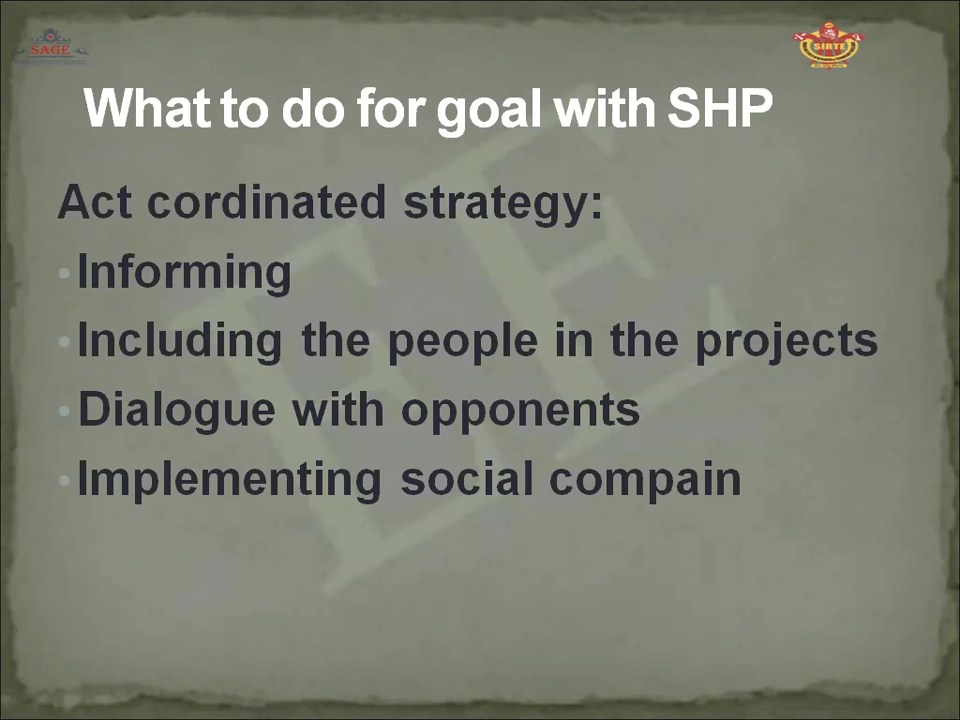 SAGE
SIRTE
What to do for goal with SHP
Act cordinated strategy:
• Informing
• Including the people in the projects
• Dialogue with opponents
• Implementing social compain
EE